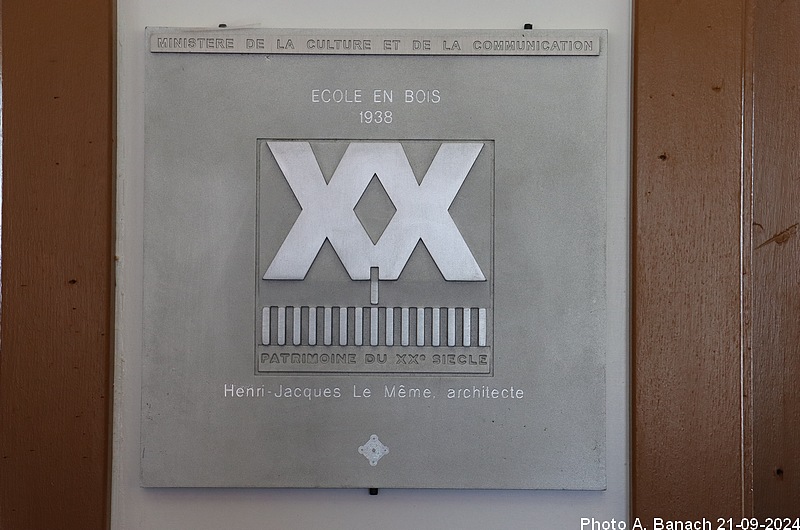 MINISTERE DE LA CULTURE ET DE LA COMMUNICATION
ECOLE EN BOIS
1938
XX
PATRIMOINE DU XXe SIECLE
Henri-Jacques Le Même, architecte
Photo A. Banach 21-09-2024